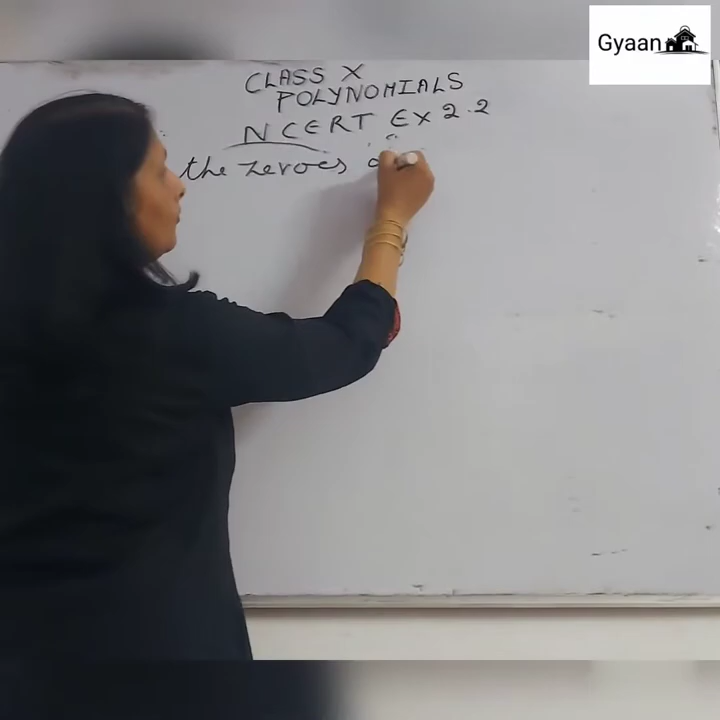 Gyaan
CLASS X
POLYNOMIALS
NCERT Ex 2.2
the zeroes